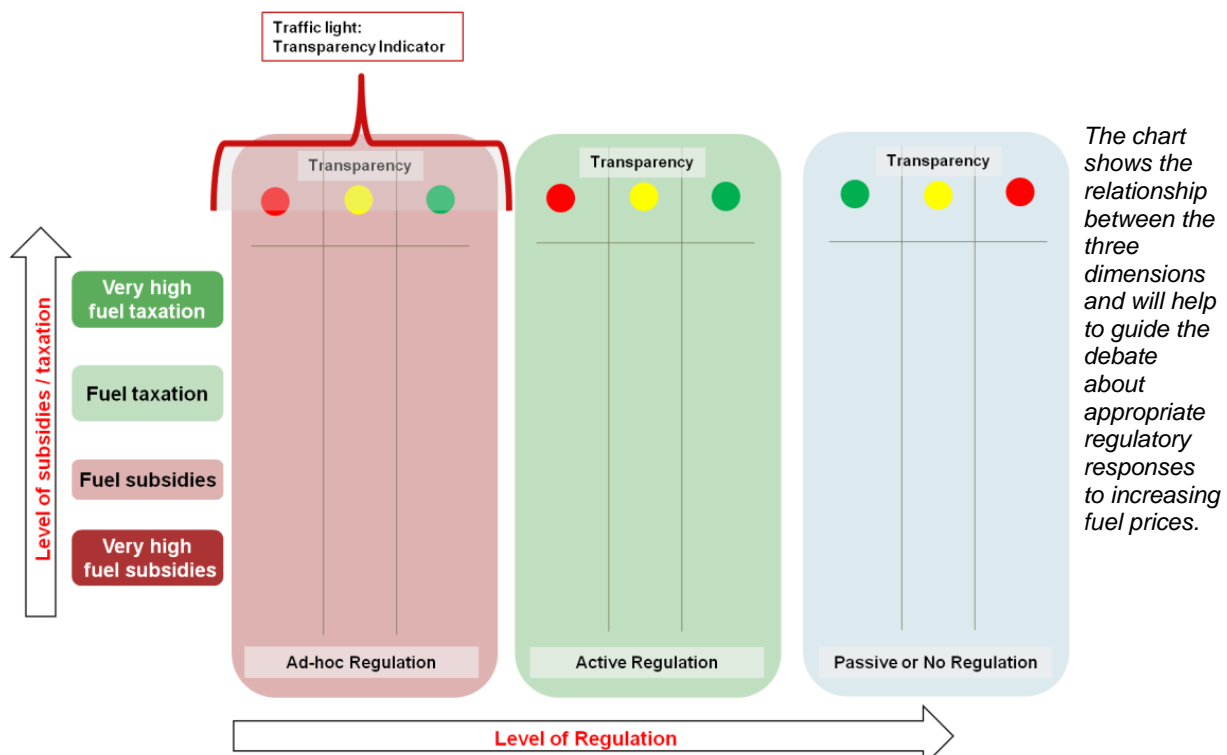 Traffic light:
Transparency Indicator
Transparency
Transparency
Transparency
Level of subsidies / taxation
Very high
fuel taxation
Fuel taxation
Fuel subsidies
Very high
fuel subsidies
Ad-hoc Regulation
Active Regulation
Passive or No Regulation
Level of Regulation
The chart
shows the
relationship
between the
three
dimensions
and will help
to guide the
debate
about
appropriate
regulatory
responses
to increasing
fuel prices.